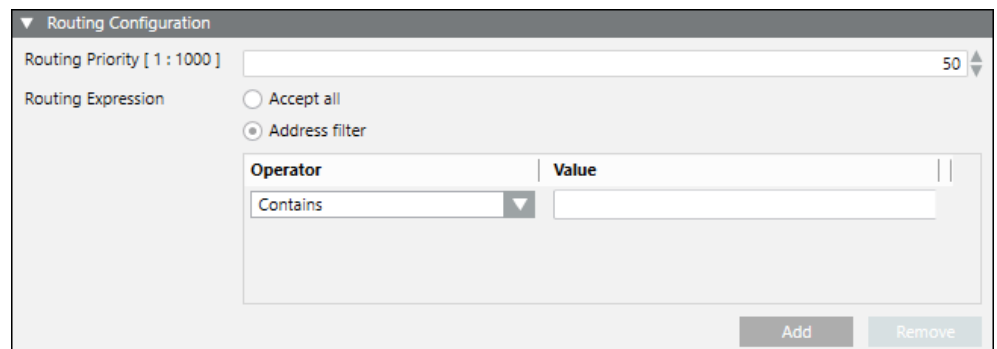 Routing Configuration
Routing Priority [ 1 : 1000 ] 50
Routing Expression Accept all
Address filter
Operator Value
Contains
Add Remove